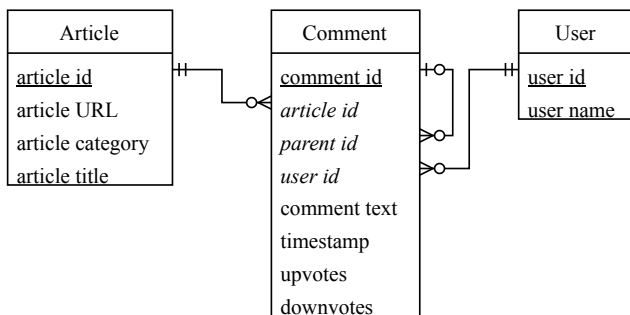 Article
article id
article URL
article category
article title
Comment
comment id
article id
parent id
user id
comment text
timestamp
upvotes
downvotes
User
user id
user name